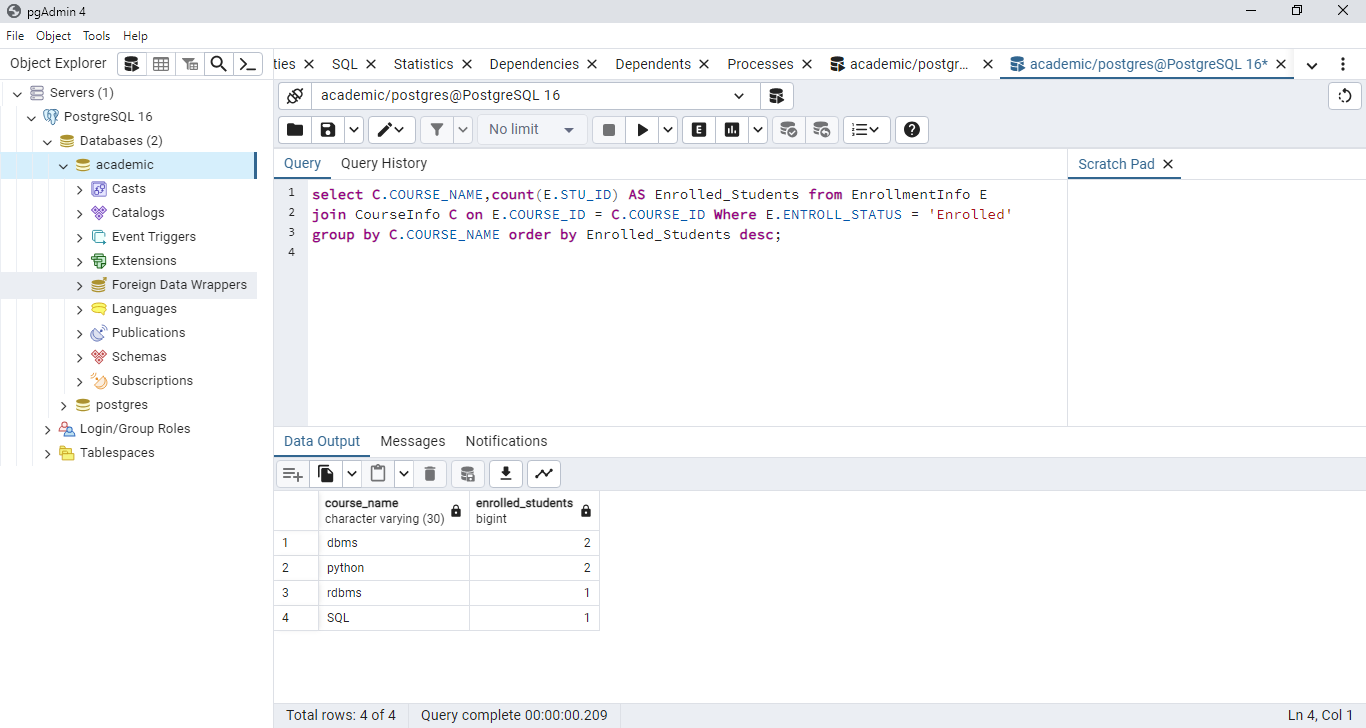 pgAdmin 4
File Object Tools Help
Object Explorer
ties SQL Statistics Dependencies Dependents Processes academic/postgr... academic/postgres@PostgreSQL 16*
Servers (1)
PostgreSQL 16
Databases (2)
academic
Casts
Catalogs
Event Triggers
Extensions
Foreign Data Wrappers
Languages
Publications
Schemas
Subscriptions
postgres
Login/Group Roles
Tablespaces
academic/postgres@PostgreSQL 16
No limit
E
Query Query History
Scratch Pad
1 select C.COURSE_NAME,count(E.STU_ID) AS Enrolled_Students from EnrollmentInfo E
2 join CourseInfo C on E.COURSE_ID = C.COURSE_ID Where E.ENTROLL_STATUS = 'Enrolled'
3 group by C.COURSE_NAME order by Enrolled_Students desc;
4
Data Output Messages Notifications
course_name enrolled_students
character varying (30) bigint
1 dbms 2
2 python 2
3 rdbms 1
4 SQL 1
Total rows: 4 of 4 Query complete 00:00:00.209 Ln 4, Col 1